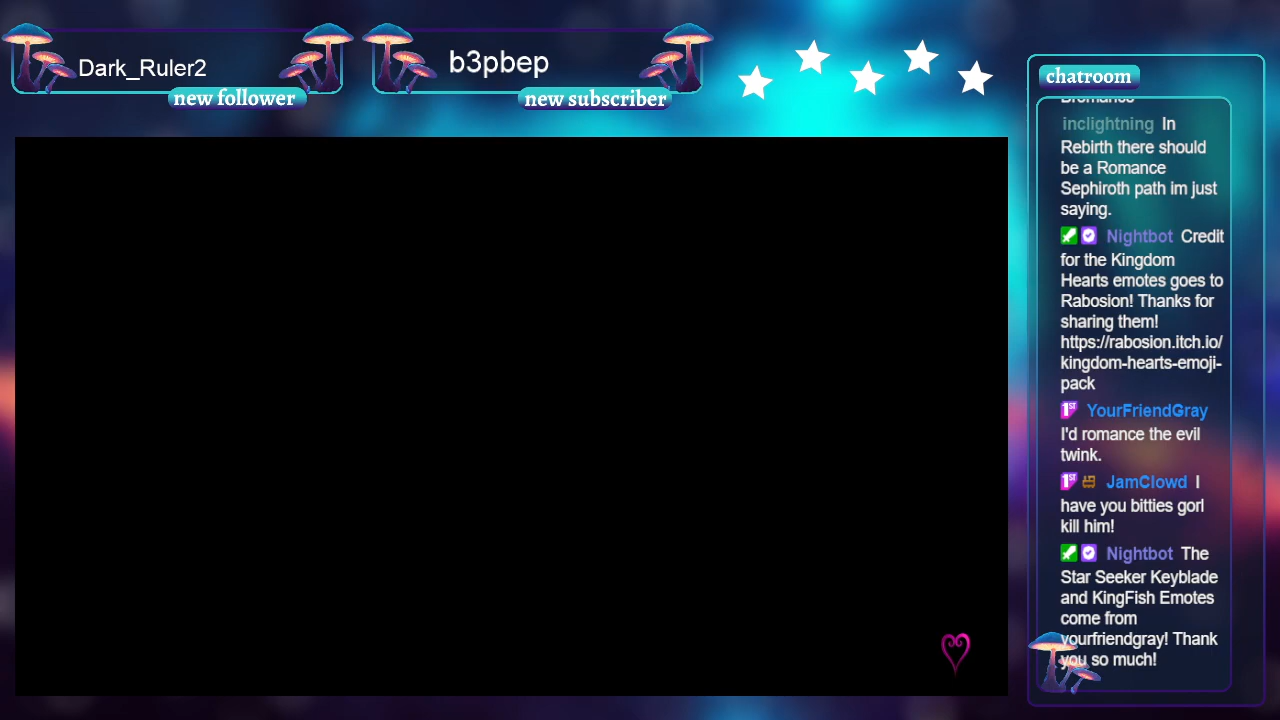 Dark_Ruler2
new follower
b3pbep
new subscriber
chatroom
Bromance
inclightning In
Rebirth there should
be a Romance
Sephiroth path im just
saying.
Nightbot Credit
for the Kingdom
Hearts emotes goes to
Rabosion! Thanks for
sharing them!
https://rabosion.itch.io/
kingdom-hearts-emoji-
pack
1ST YourFriendGray
I'd romance the evil
twink.
1ST JamClowd I
have you bitties gorl
kill him!
Nightbot The
Star Seeker Keyblade
and KingFish Emotes
come from
yourfriendgray! Thank
you so much!